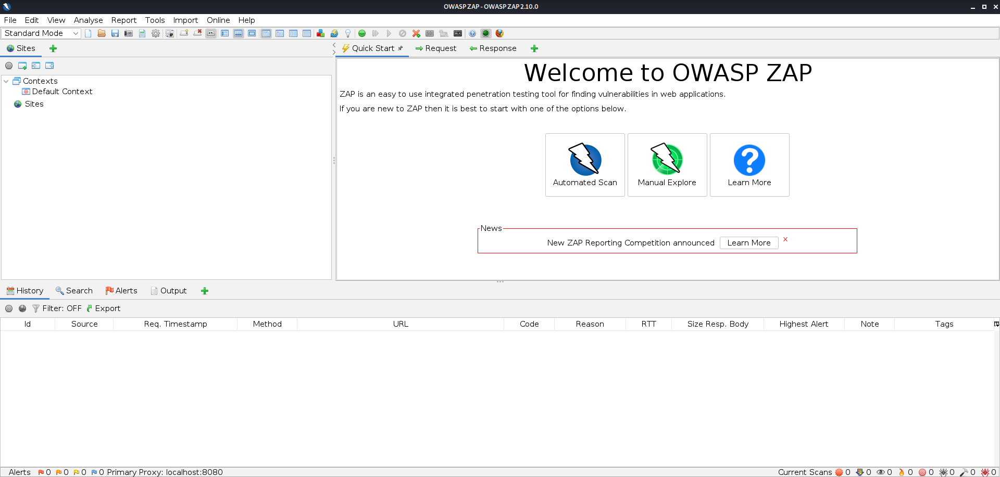 OWASP ZAP - OWASP ZAP 2.10.0
File Edit View Analyse Report Tools Import Online Help
Standard Mode
Sites
Quick Start Request Response
Contexts
Default Context
Sites
Welcome to OWASP ZAP
ZAP is an easy to use integrated penetration testing tool for finding vulnerabilities in web applications.
If you are new to ZAP then it is best to start with one of the options below.
Automated Scan Manual Explore Learn More
News
New ZAP Reporting Competition announced Learn More X
History Search Alerts Output
Filter: OFF Export
Id Source Req. Timestamp Method URL Code Reason RTT Size Resp. Body Highest Alert Note Tags
Alerts 0 0 0 0 Primary Proxy: localhost:8080 Current Scans 0 0 0 0 0 0 0 0